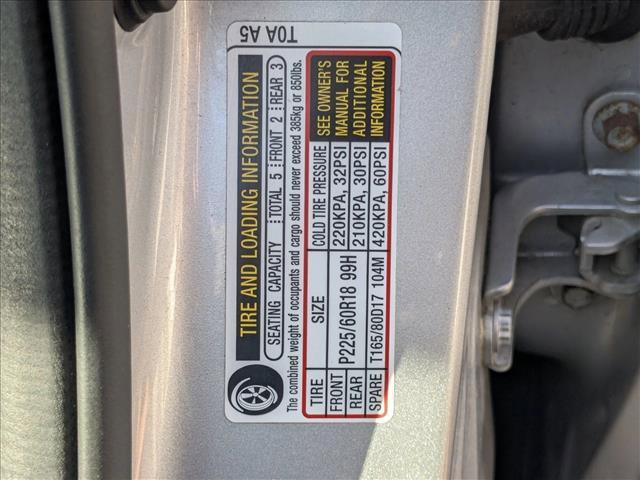 T0A A5
TIRE AND LOADING INFORMATION
SEATING CAPACITY TOTAL 5 FRONT 2 REAR 3
The combined weight of occupants and cargo should never exceed 385kg or 850lbs.
TIRE SIZE COLD TIRE PRESSURE
FRONT P225/60R18 99H 220KPA, 32PSI
REAR 210KPA, 30PSI
SPARE T165/80D17 104M 420KPA, 60PSI
SEE OWNER'S
MANUAL FOR
ADDITIONAL
INFORMATION